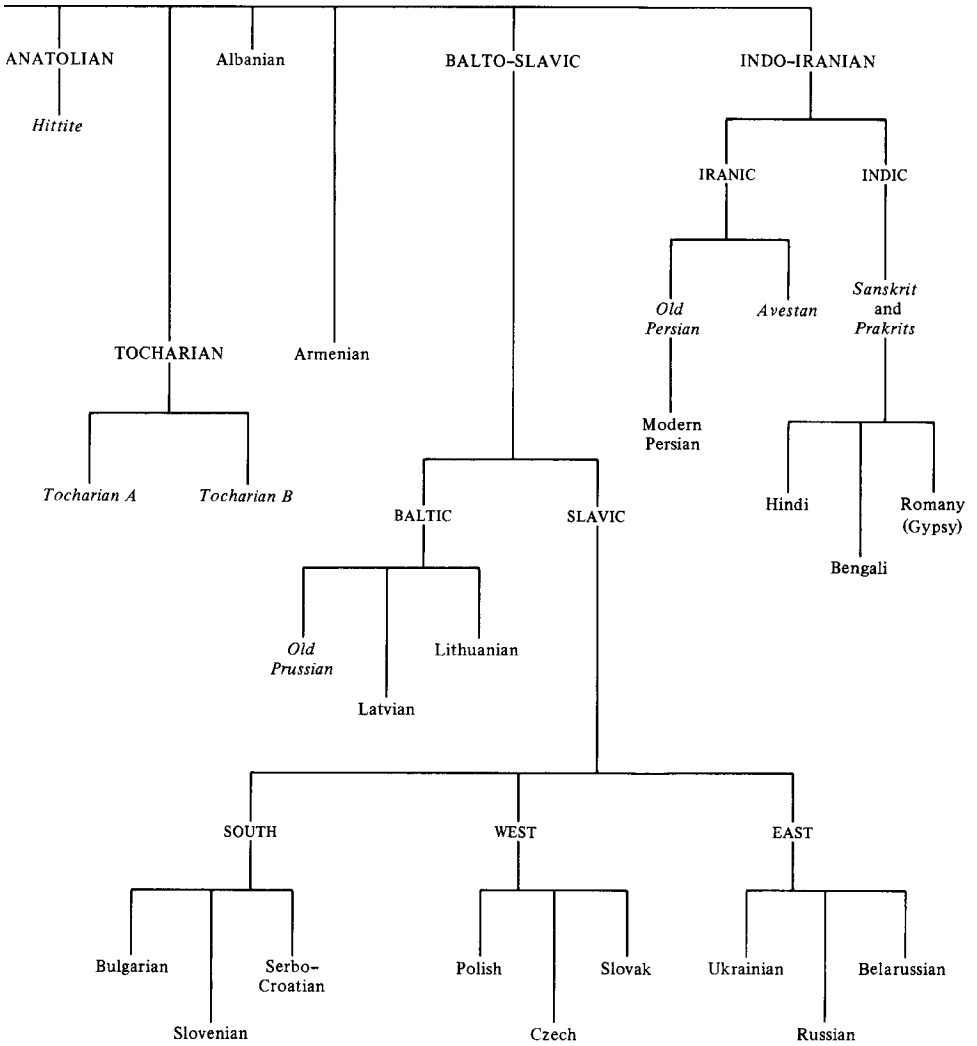 ANATOLIAN
Albanian
BALTO-SLAVIC
INDO-IRANIAN
Hittite
IRANIC
INDIC
Old
Persian
Avestan
Sanskrit
and
Prakrits
TOCHARIAN
Armenian
Modern
Persian
Tocharian A
Tocharian B
Hindi
Romany
(Gypsy)
BALTIC
SLAVIC
Bengali
Old
Prussian
Lithuanian
Latvian
SOUTH
WEST
EAST
Bulgarian
Serbo-
Croatian
Polish
Slovak
Ukrainian
Belarussian
Slovenian
Czech
Russian